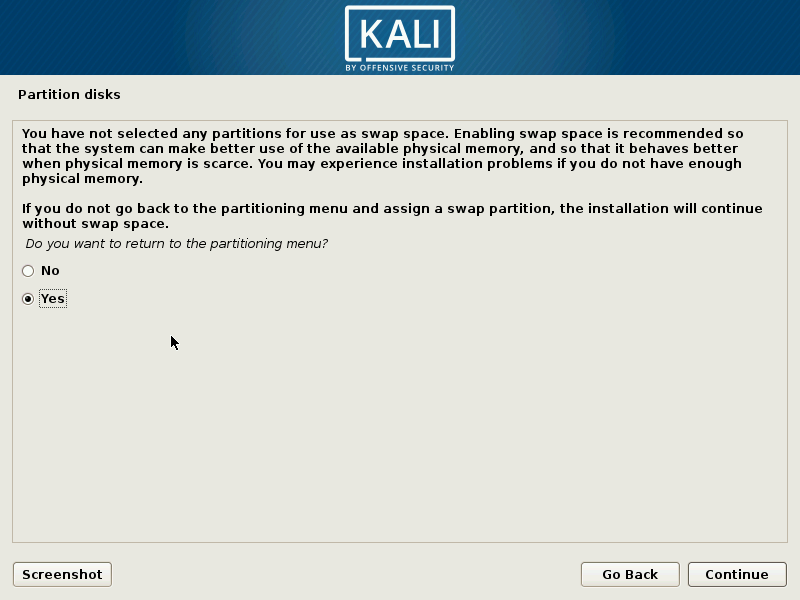 KALI
BY OFFENSIVE SECURITY
Partition disks
You have not selected any partitions for use as swap space. Enabling swap space is recommended so
that the system can make better use of the available physical memory, and so that it behaves better
when physical memory is scarce. You may experience installation problems if you do not have enough
physical memory.
If you do not go back to the partitioning menu and assign a swap partition, the installation will continue
without swap space.
Do you want to return to the partitioning menu?
No
Yes
Screenshot
Go Back
Continue